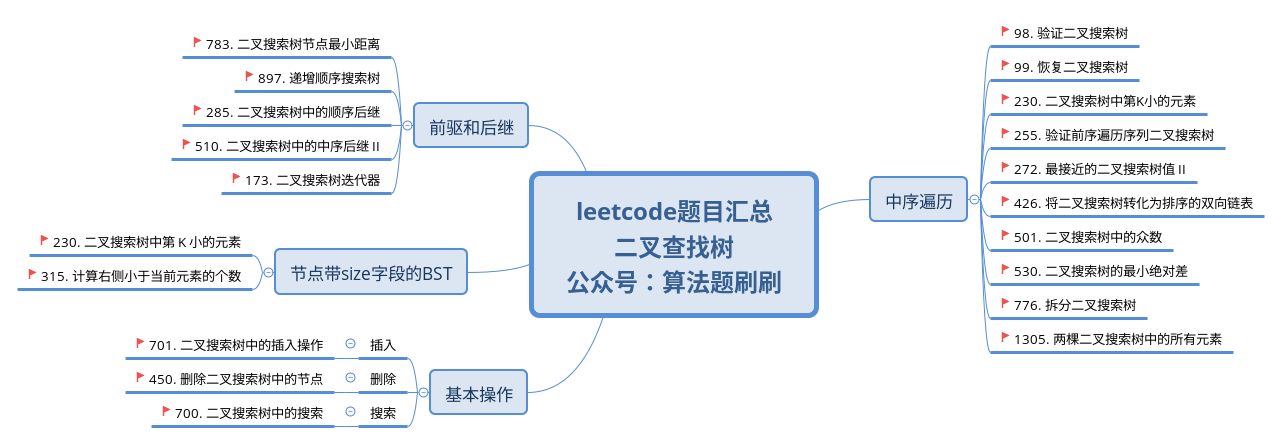 leetcode题目汇总
二叉查找树
公众号：算法题刷刷
前驱和后继
783. 二叉搜索树节点最小距离
897. 递增顺序搜索树
285. 二叉搜索树中的顺序后继
510. 二叉搜索树中的中序后继 II
173. 二叉搜索树迭代器
节点带size字段的BST
230. 二叉搜索树中第 K 小的元素
315. 计算右侧小于当前元素的个数
基本操作
插入
701. 二叉搜索树中的插入操作
删除
450. 删除二叉搜索树中的节点
搜索
700. 二叉搜索树中的搜索
中序遍历
98. 验证二叉搜索树
99. 恢复二叉搜索树
230. 二叉搜索树中第K小的元素
255. 验证前序遍历序列二叉搜索树
272. 最接近的二叉搜索树值 II
426. 将二叉搜索树转化为排序的双向链表
501. 二叉搜索树中的众数
530. 二叉搜索树的最小绝对差
776. 拆分二叉搜索树
1305. 两棵二叉搜索树中的所有元素